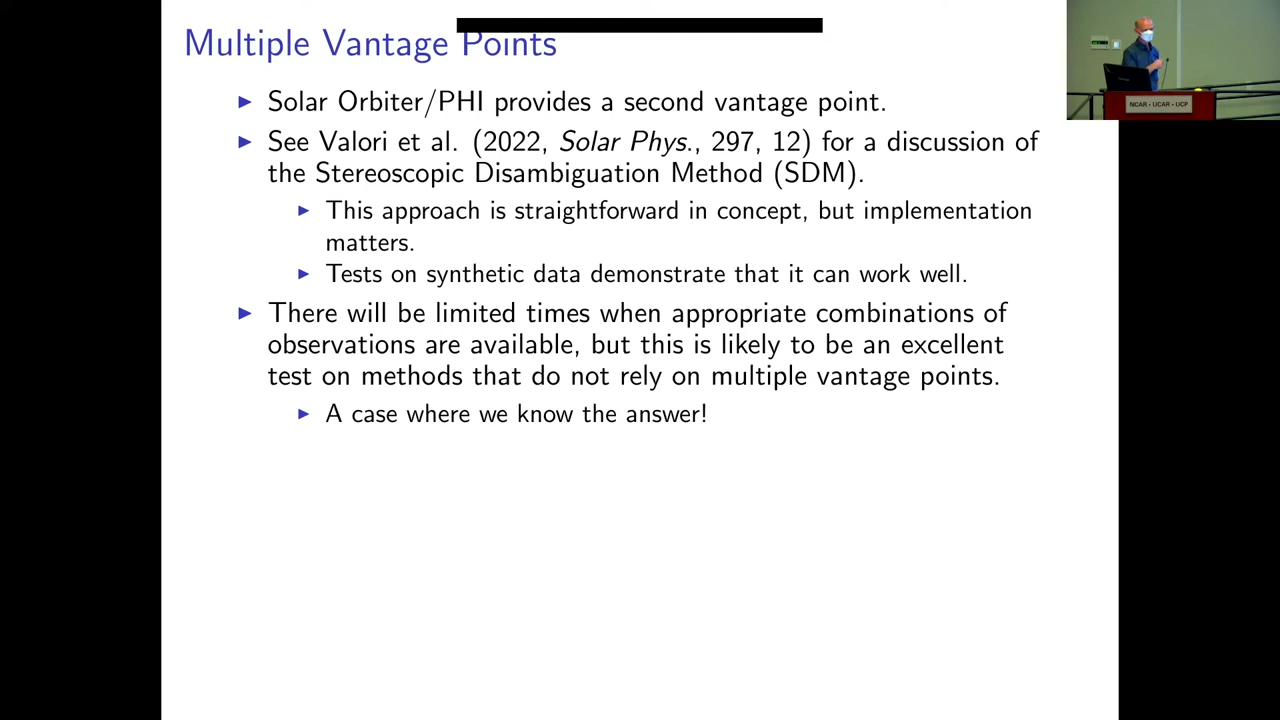 Multiple Vantage Points
▶ Solar Orbiter/PHI provides a second vantage point.
▶ See Valori et al. (2022, Solar Phys., 297, 12) for a discussion of
the Stereoscopic Disambiguation Method (SDM).
▶ This approach is straightforward in concept, but implementation
matters.
▶ Tests on synthetic data demonstrate that it can work well.
▶ There will be limited times when appropriate combinations of
observations are available, but this is likely to be an excellent
test on methods that do not rely on multiple vantage points.
▶ A case where we know the answer!
NCAR • UCAR • UCP